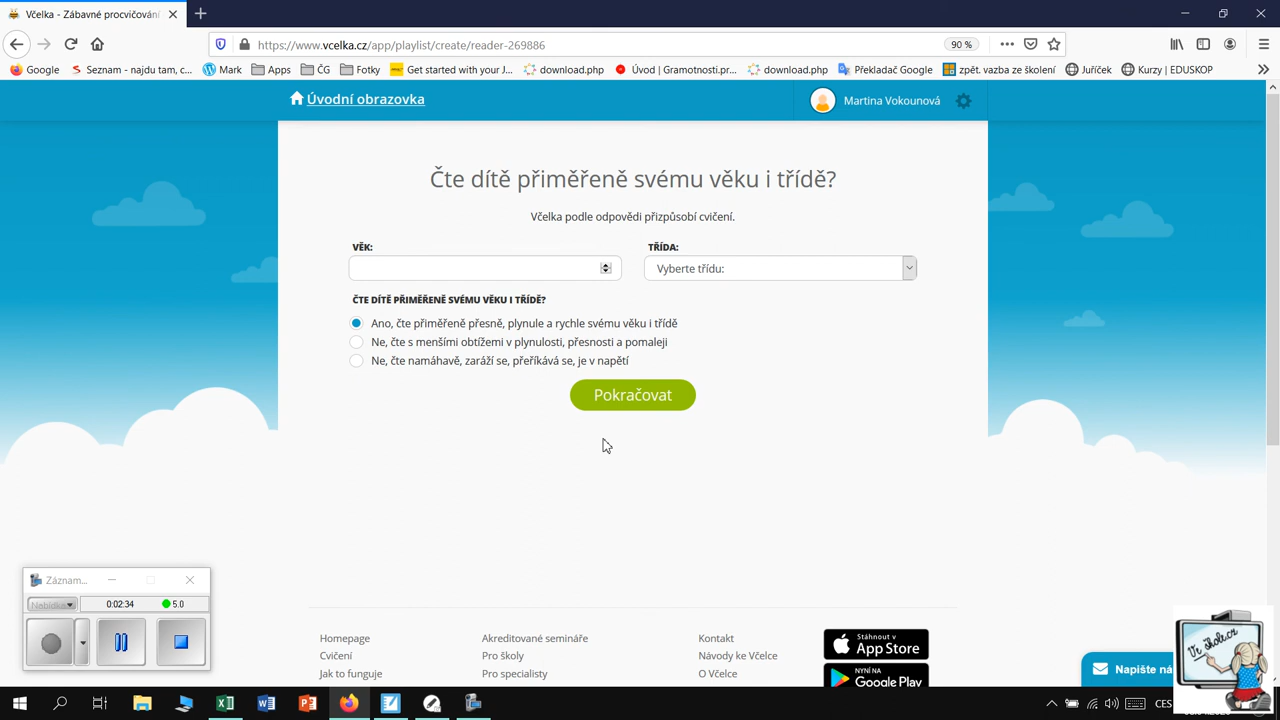 Včelka - Zábavné procvičování
https://www.vcelka.cz/app/playlist/create/reader-269886
90 %
Google
Seznam - najdu tam, c...
Mark
Apps
ČG
Fotky
Get started with your J...
download.php
Úvod | Gramotnosti.pr...
download.php
Překladač Google
zpět. vazba ze školení
Juříček
Kurzy | EDUSKOP
Úvodní obrazovka
Martina Vokounová
Čte dítě přiměřeně svému věku i třídě?
Včelka podle odpovědi přizpůsobí cvičení.
VĚK:
TŘÍDA:
Vyberte třídu:
ČTE DÍTĚ PŘIMĚŘENĚ SVÉMU VĚKU I TŘÍDĚ?
Ano, čte přiměřeně přesně, plynule a rychle svému věku i třídě
Ne, čte s menšími obtížemi v plynulosti, přesnosti a pomaleji
Ne, čte namáhavě, zaráží se, přeříkává se, je v napětí
Pokračovat
Záznam...
Nabídka
0:02:34
5.0
Homepage
Akreditované semináře
Kontakt
Cvičení
Pro školy
Návody ke Včelce
Jak to funguje
Pro specialisty
O Včelce
Stáhnout v
App Store
NYNÍ NA
Google Play
Napište ná
Ve škole.cz
CES